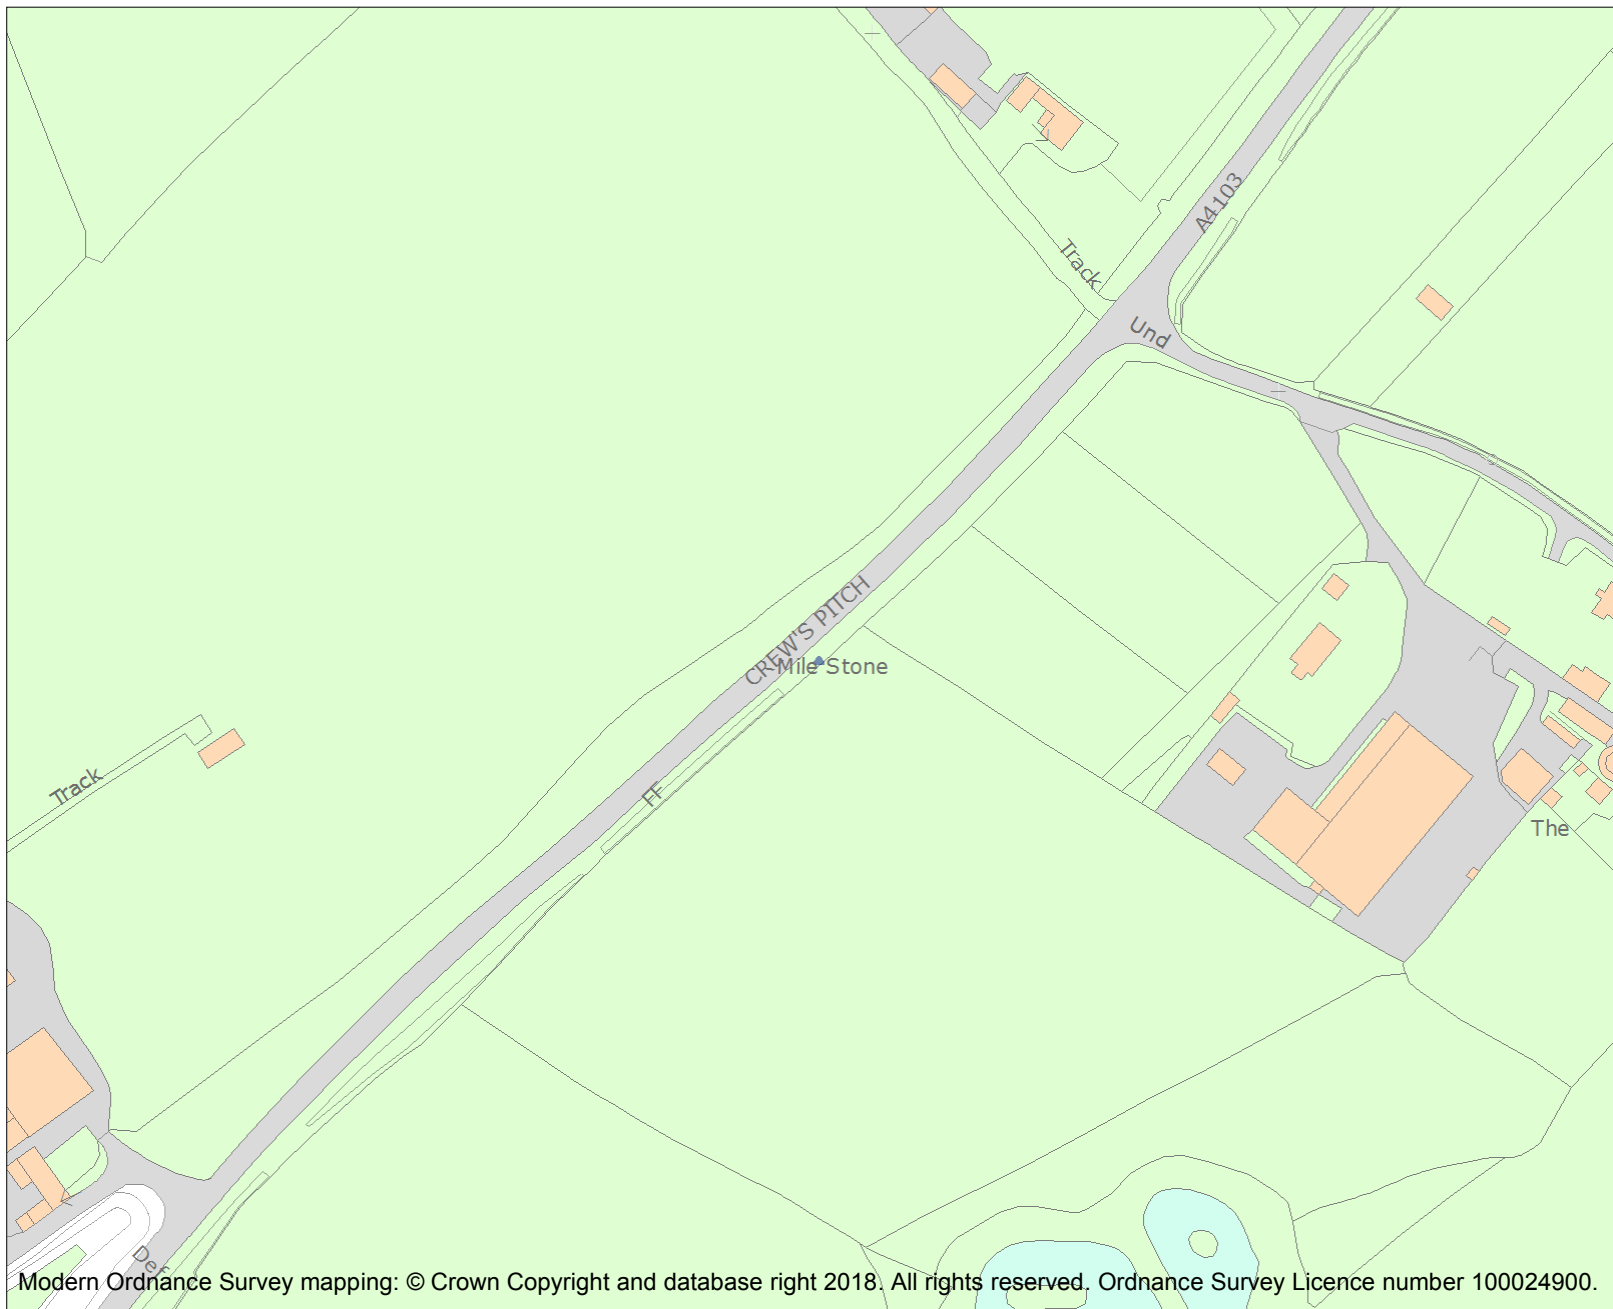 A4103
Track
Und
CREW'S PITCH
Mile Stone
Track
FF
The
Def
Modern Ordnance Survey mapping: © Crown Copyright and database right 2018. All rights reserved. Ordnance Survey Licence number 100024900.